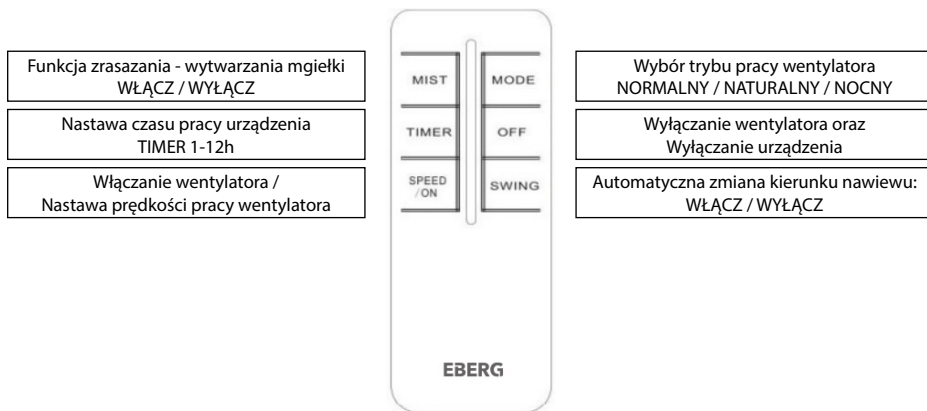 Funkcja zrasazania - wytwarzania mgiełki
WŁĄCZ / WYŁĄCZ
Nastawa czasu pracy urządzenia
TIMER 1-12h
Włączanie wentylatora /
Nastawa prędkości pracy wentylatora
MIST
MODE
TIMER
OFF
SPEED
/ON
SWING
EBERG
Wybór trybu pracy wentylatora
NORMALNY / NATURALNY / NOCNY
Wyłączanie wentylatora oraz
Wyłączanie urządzenia
Automatyczna zmiana kierunku nawiewu:
WŁĄCZ / WYŁĄCZ